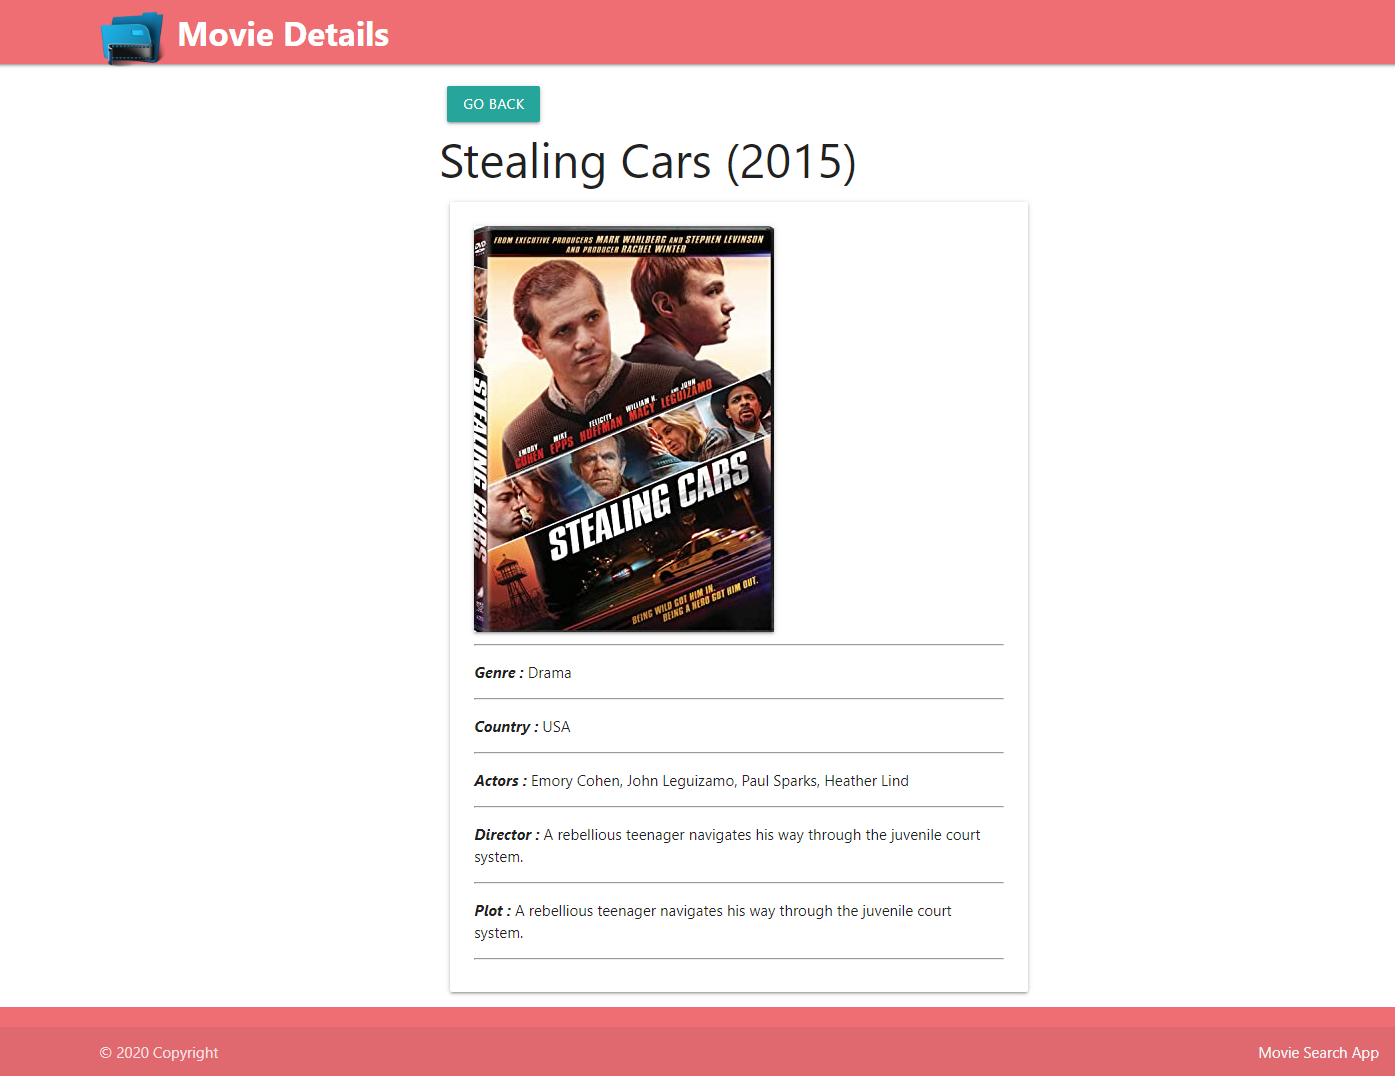 Movie Details
GO BACK
Stealing Cars (2015)
DVD
FROM EXECUTIVE PRODUCERS MARK WAHLBERG AND STEPHEN LEVINSON
AND PRODUCER RACHEL WINTER
EMORY COHEN
MIKE EPPS
FELICITY HUFFMAN
WILLIAM H. MACY
AND JOHN LEGUIZAMO
STEALING CARS
STEALING CARS
BEING WILD GOT HIM IN.
BEING A HERO GOT HIM OUT.
Genre : Drama
Country : USA
Actors : Emory Cohen, John Leguizamo, Paul Sparks, Heather Lind
Director : A rebellious teenager navigates his way through the juvenile court
system.
Plot : A rebellious teenager navigates his way through the juvenile court
system.
© 2020 Copyright
Movie Search App